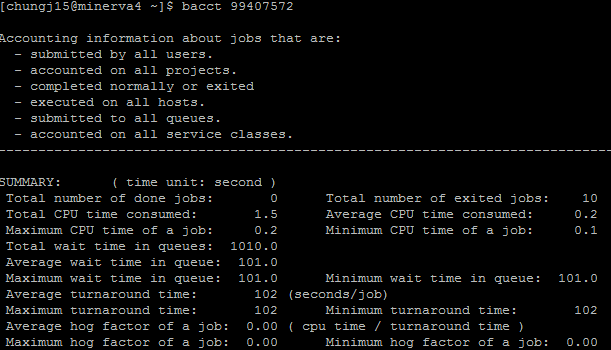 [chungj15@minerva4 ~]$ bacct 99407572

Accounting information about jobs that are:
  - submitted by all users.
  - accounted on all projects.
  - completed normally or exited
  - executed on all hosts.
  - submitted to all queues.
  - accounted on all service classes.
------------------------------------------------------------------------------
SUMMARY:      ( time unit: second )
 Total number of done jobs:       0      Total number of exited jobs:    10
 Total CPU time consumed:       1.5      Average CPU time consumed:     0.2
 Maximum CPU time of a job:     0.2      Minimum CPU time of a job:     0.1
 Total wait time in queues:  1010.0
 Average wait time in queue:  101.0
 Maximum wait time in queue:  101.0      Minimum wait time in queue:  101.0
 Average turnaround time:       102 (seconds/job)
 Maximum turnaround time:       102      Minimum turnaround time:       102
 Average hog factor of a job:  0.00 ( cpu time / turnaround time )
 Maximum hog factor of a job:  0.00      Minimum hog factor of a job:  0.00